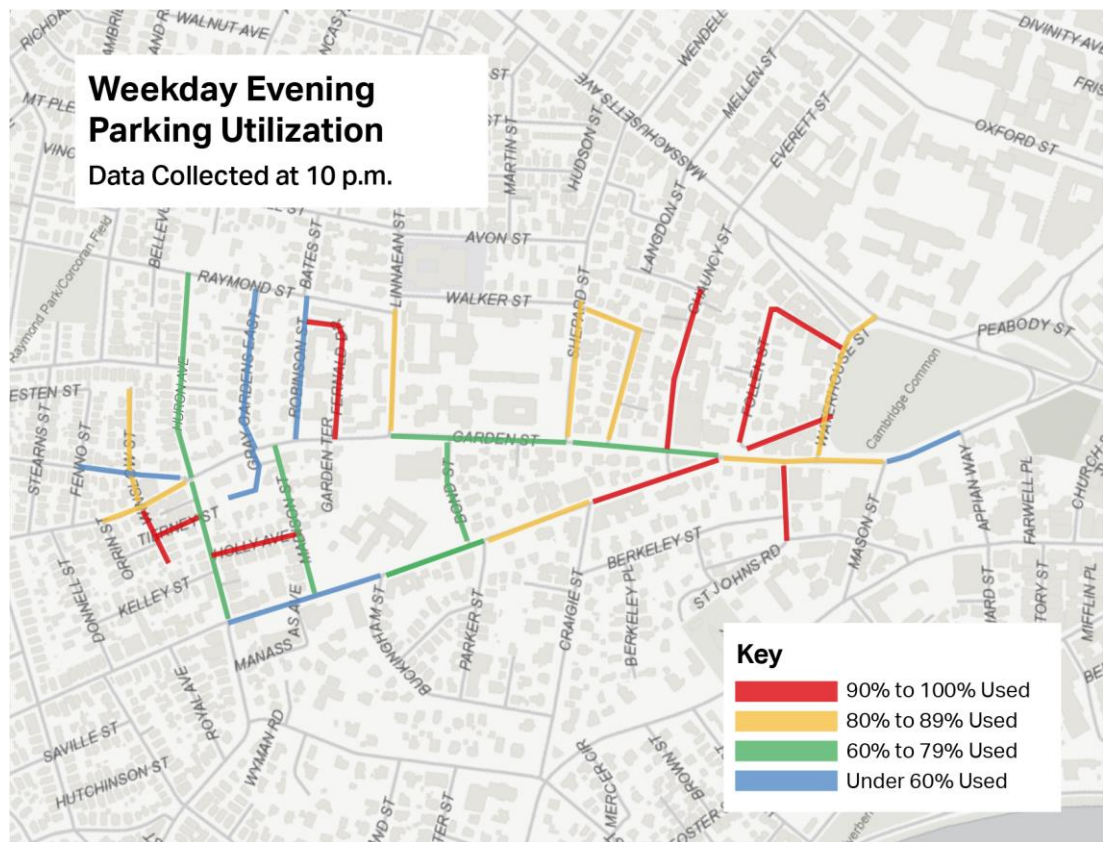 Weekday Evening
Parking Utilization
Data Collected at 10 p.m.
WALNUT AVE
WENDELL
DIVINITY AVE
MELLEN ST
EVERETT ST
OXFORD ST
MASSACHUSETTS AVE
HUDSON ST
MARTIN ST
LANGDON ST
CHAUNCY ST
AVON ST
WALKER ST
LINNAEAN ST
BATES ST
RAYMOND ST
Raymond Park/Corcoran Field
SHEPARD ST
PEABODY ST
Cambridge Common
WATERHOUSE ST
HURON AVE
GRAY GARDENS EAST
ROBINSON ST
GARDEN TER
GARDEN ST
STEARNS ST
FENNO ST
TIERNEY ST
HOLLY AVE
MADISON ST
BOND ST
ORRIN ST
DONNELL ST
KELLEY ST
BERKELEY ST
BERKELEY PL
ST JOHNS RD
MASON ST
APPIAN WAY
FARWELL PL
MIFFLIN PL
CRAIGIE ST
PARKER ST
BUCKINGHAM ST
MANASS
AS AVE
ROYAL AVE
WYMAN RD
SAVILLE ST
HUTCHINSON ST
BROWN ST
Key
90% to 100% Used
80% to 89% Used
60% to 79% Used
Under 60% Used